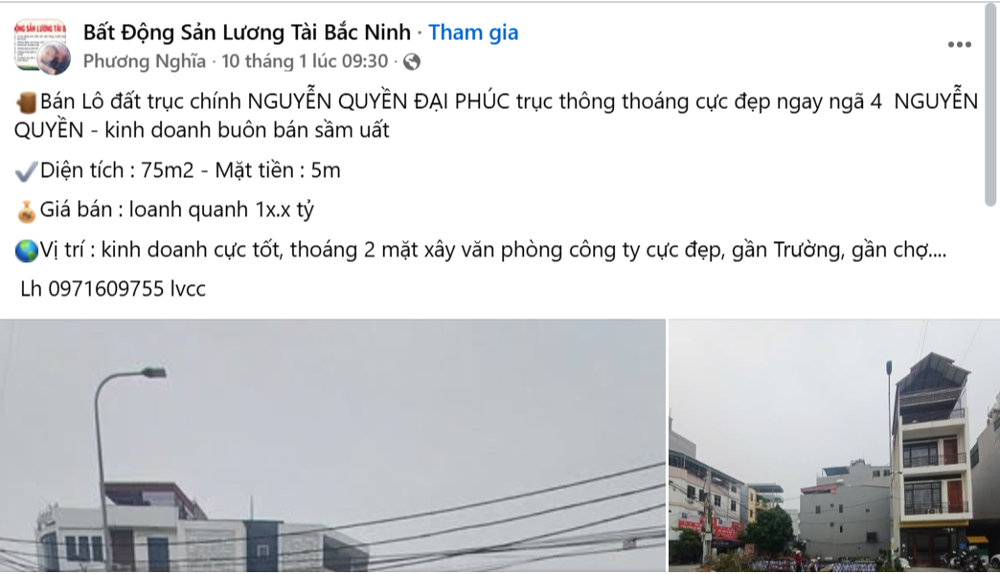 Bất Động Sản Lương Tài Bắc Ninh · Tham gia
Phương Nghĩa · 10 tháng 1 lúc 09:30 ·
Bán Lô đất trục chính NGUYỄN QUYỀN ĐẠI PHÚC trục thông thoáng cực đẹp ngay ngã 4 NGUYỄN
QUYỀN - kinh doanh buôn bán sầm uất
Diện tích : 75m2 - Mặt tiền : 5m
Giá bán : loanh quanh 1x.x tỷ
Vị trí : kinh doanh cực tốt, thoáng 2 mặt xây văn phòng công ty cực đẹp, gần Trường, gần chợ....
Lh 0971609755 lvcc